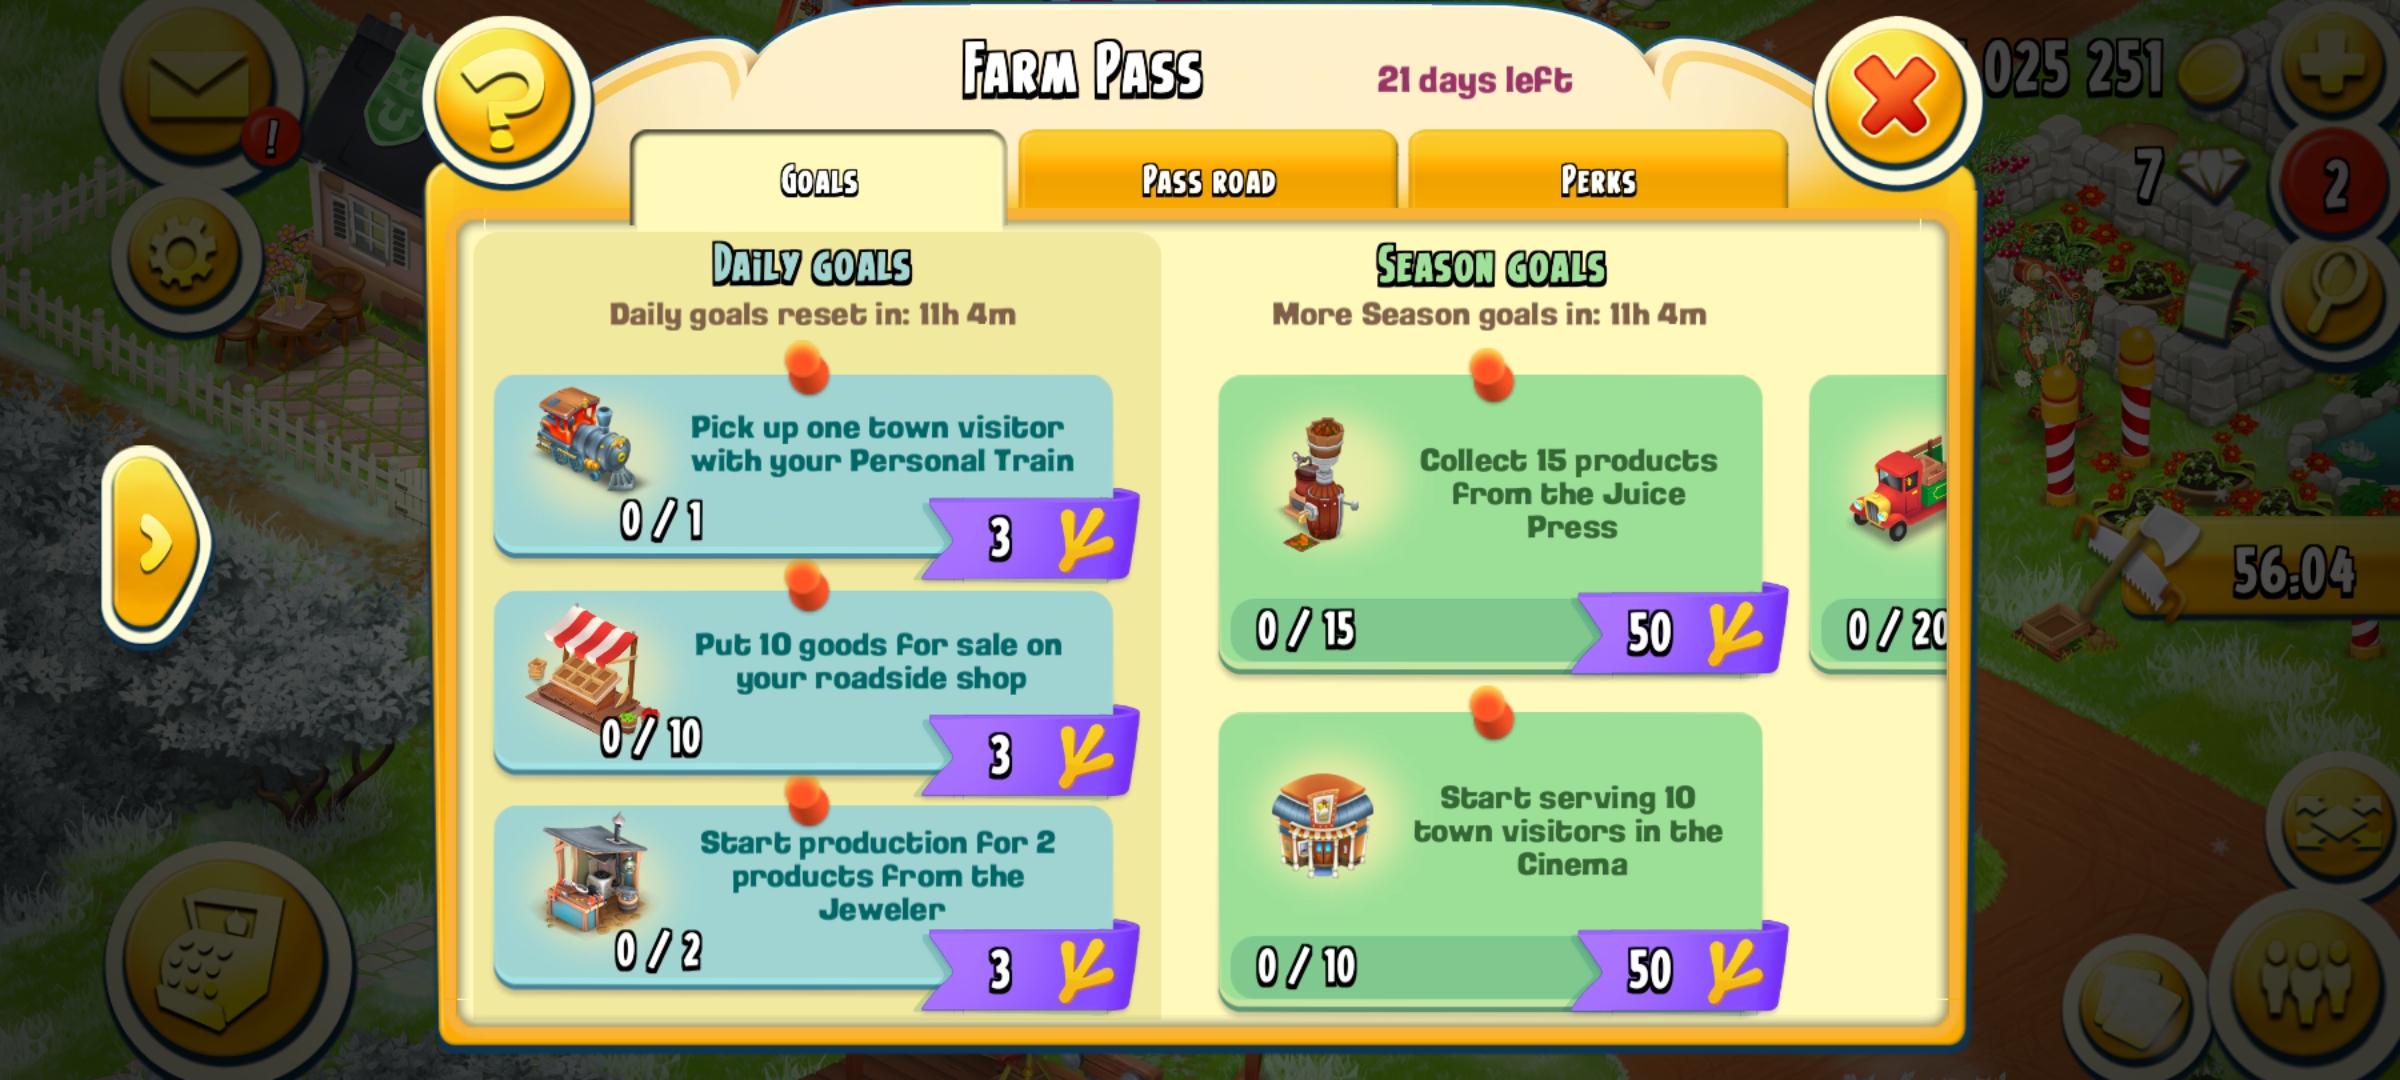 FARM PASS
21 days left
025 251
7
2
!
GOALS
PASS ROAD
PERKS
DAILY GOALS
Daily goals reset in: 11h 4m
Pick up one town visitor
with your Personal Train
0 / 1
3
Put 10 goods for sale on
your roadside shop
0 / 10
3
Start production for 2
products from the
Jeweler
0 / 2
3
SEASON GOALS
More Season goals in: 11h 4m
Collect 15 products
from the Juice
Press
0 / 15
50
0 / 20
Start serving 10
town visitors in the
Cinema
0 / 10
50
56:04